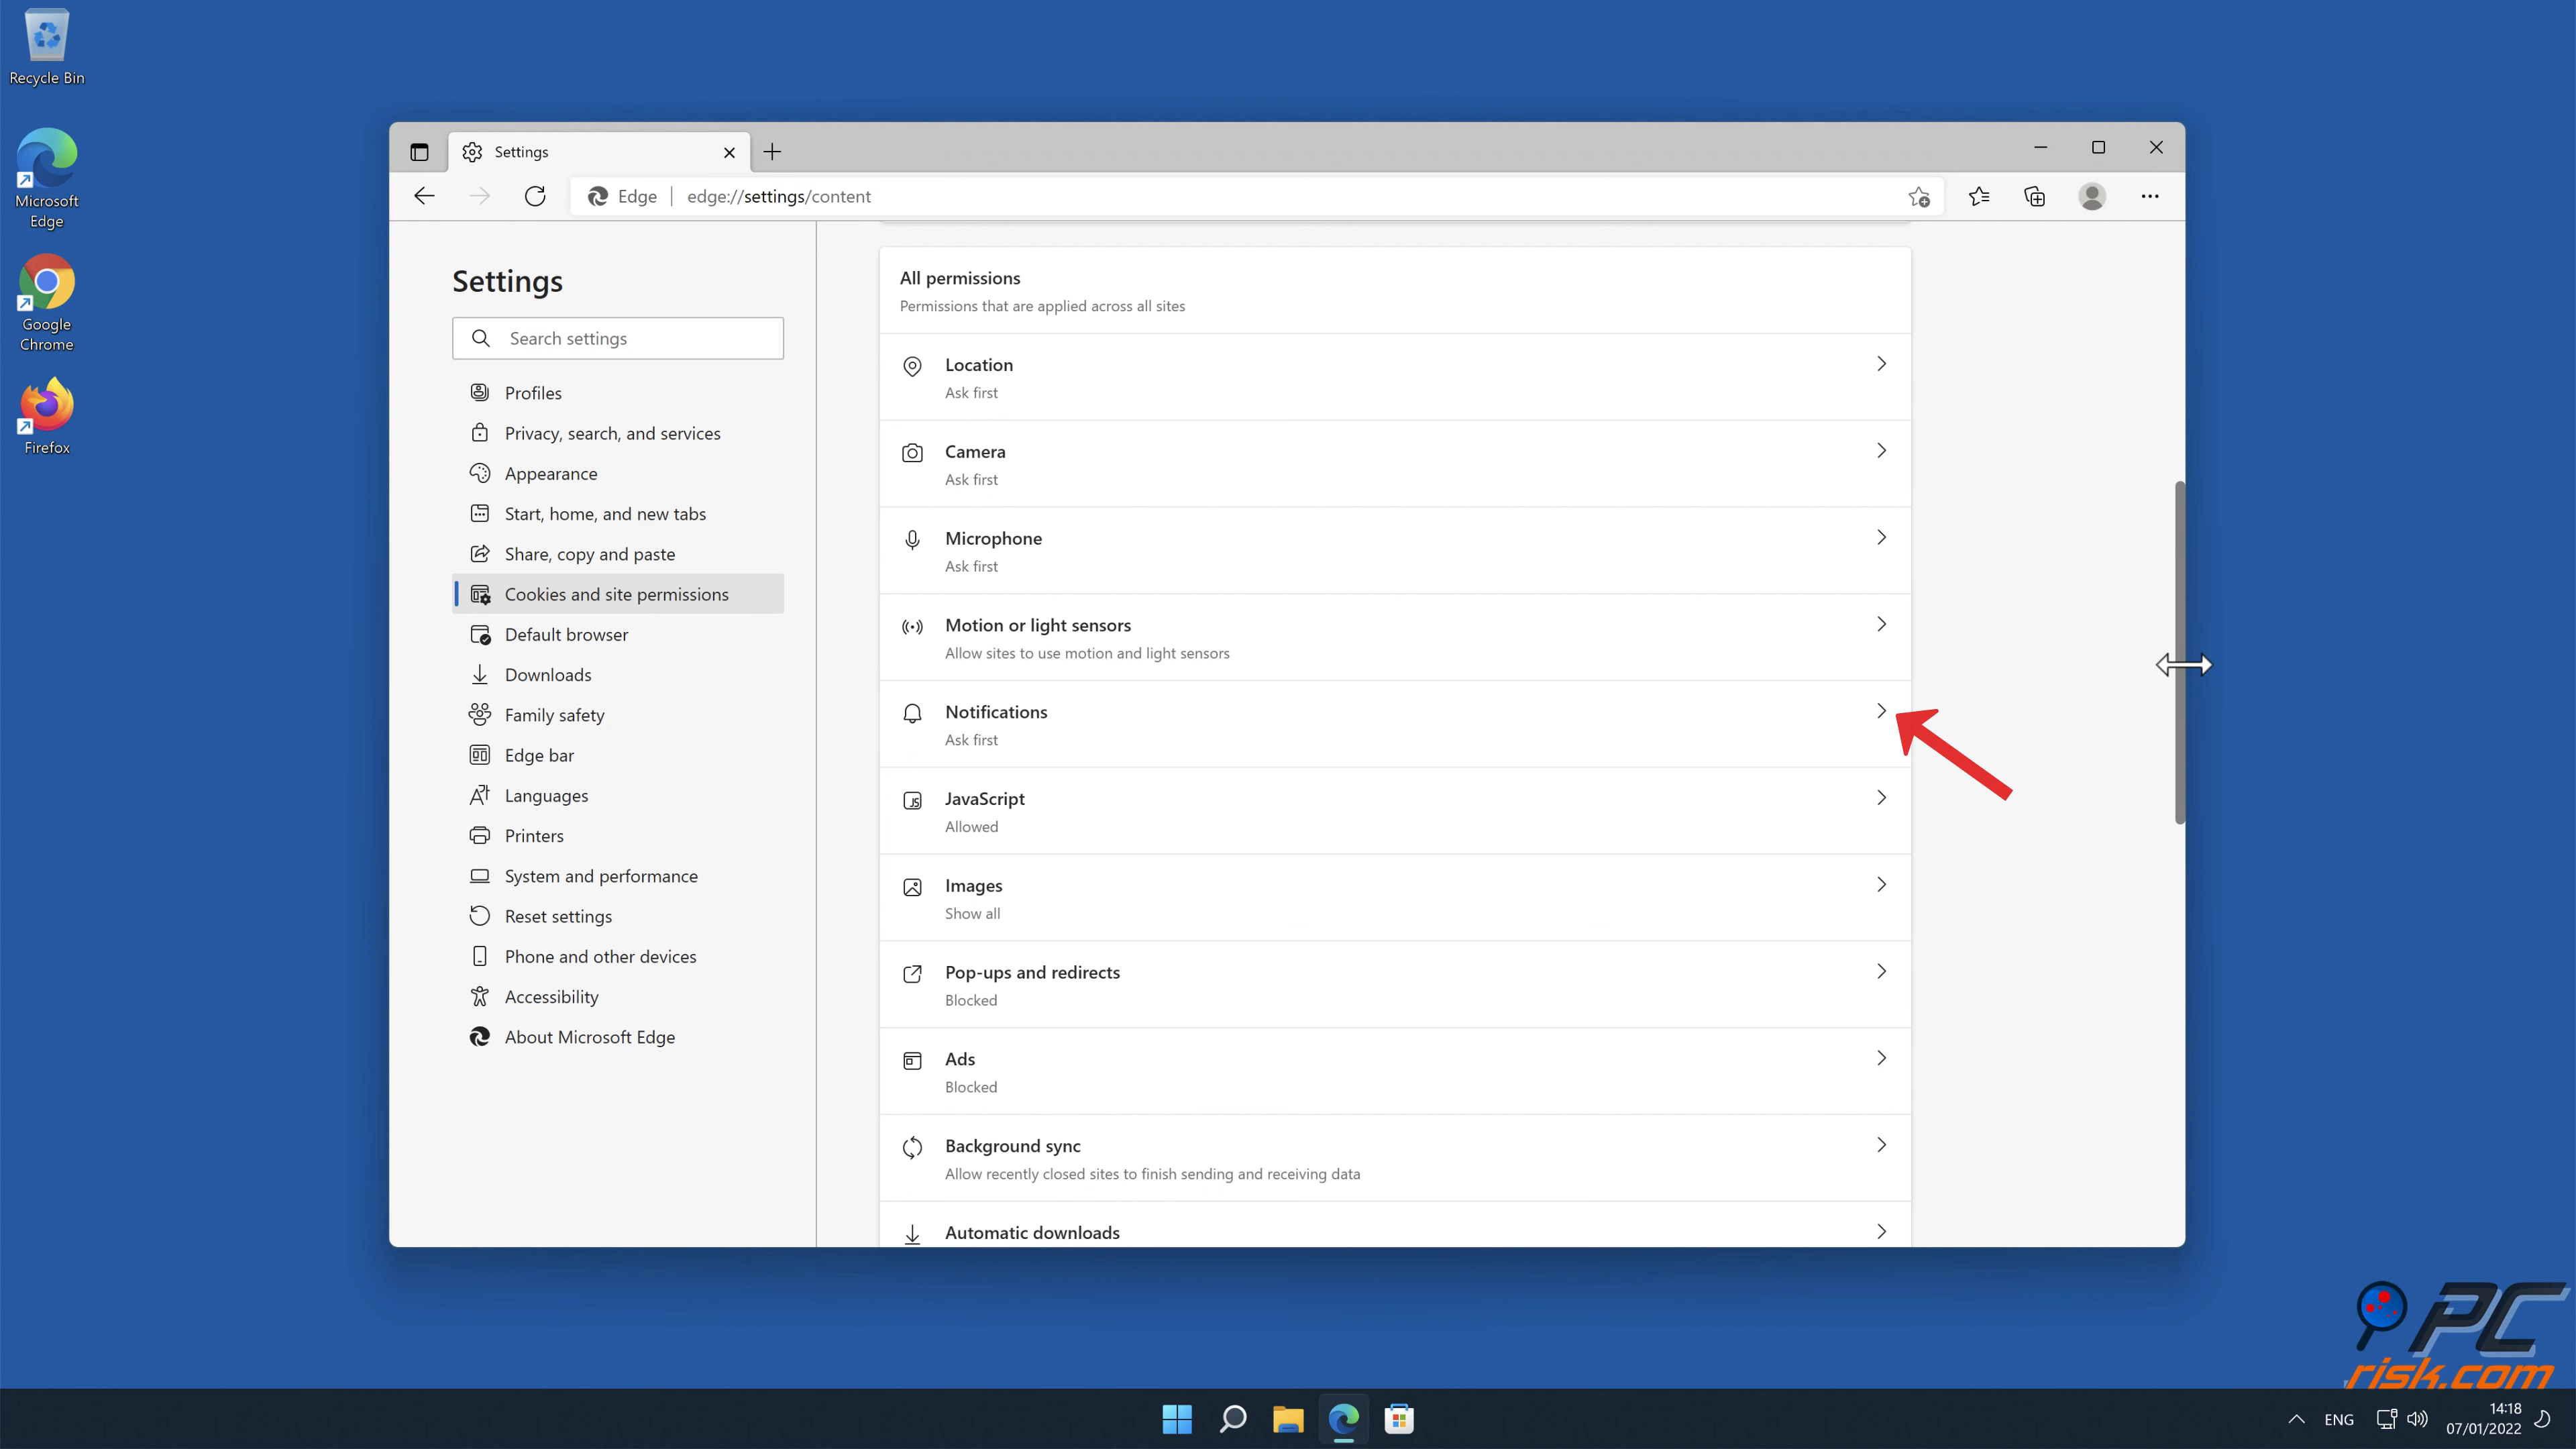 Recycle Bin
Microsoft
Edge
Google
Chrome
Firefox
Settings
Edge
edge://settings/content
Settings
Search settings
Profiles
Privacy, search, and services
Appearance
Start, home, and new tabs
Share, copy and paste
Cookies and site permissions
Default browser
Downloads
Family safety
Edge bar
Languages
Printers
System and performance
Reset settings
Phone and other devices
Accessibility
About Microsoft Edge
All permissions
Permissions that are applied across all sites
Location
Ask first
Camera
Ask first
Microphone
Ask first
Motion or light sensors
Allow sites to use motion and light sensors
Notifications
Ask first
JavaScript
Allowed
Images
Show all
Pop-ups and redirects
Blocked
Ads
Blocked
Background sync
Allow recently closed sites to finish sending and receiving data
Automatic downloads
PC
risk.com
ENG
14:18
07/01/2022